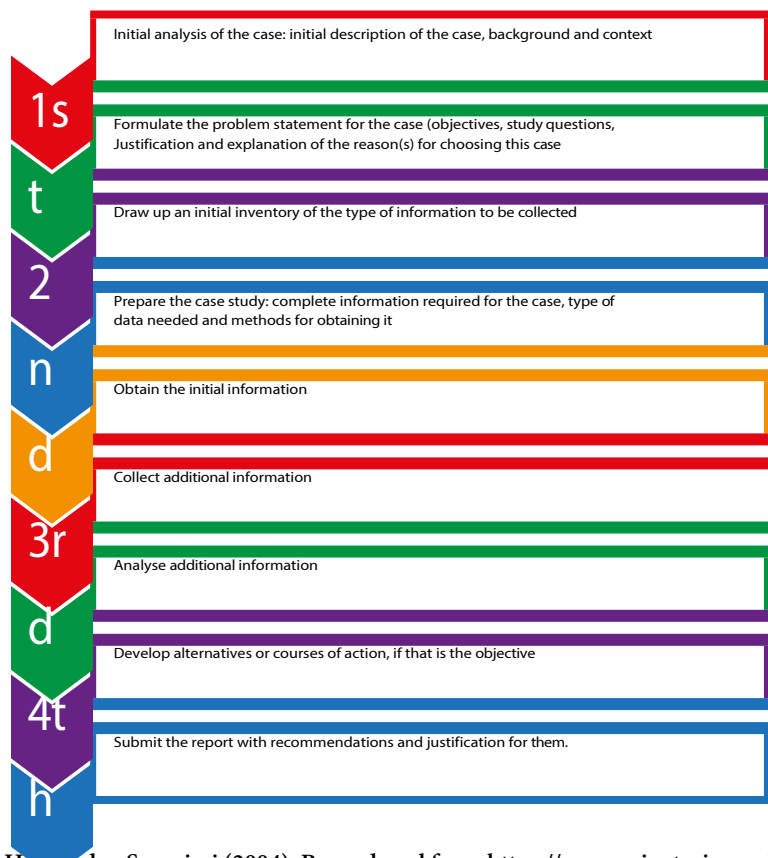 Initial analysis of the case: initial description of the case, background and context
1s
Formulate the problem statement for the case (objectives, study questions,
Justification and explanation of the reason(s) for choosing this case
t
Draw up an initial inventory of the type of information to be collected
2
Prepare the case study: complete information required for the case, type of
data needed and methods for obtaining it
n
Obtain the initial information
d
Collect additional information
3r
Analyse additional information
d
Develop alternatives or courses of action, if that is the objective
4t
Submit the report with recommendations and justification for them.
h
(2004).